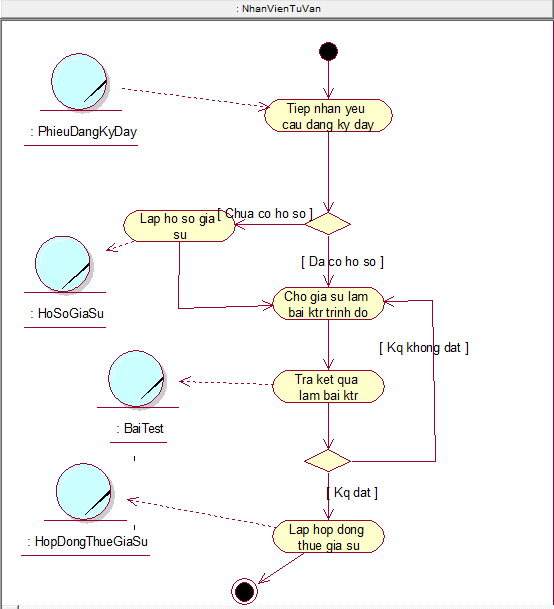 : NhanVienTuVan
Tiep nhan yeu
cau dang ky day
: PhieuDangKyDay
[ Chua co ho so ]
Lap ho so gia
su
[ Da co ho so ]
: HoSoGiaSu
Cho gia su lam
bai ktr trinh do
[ Kq khong dat ]
Tra ket qua
lam bai ktr
: BaiTest
[ Kq dat ]
Lap hop dong
thue gia su
: HopDongThueGiaSu